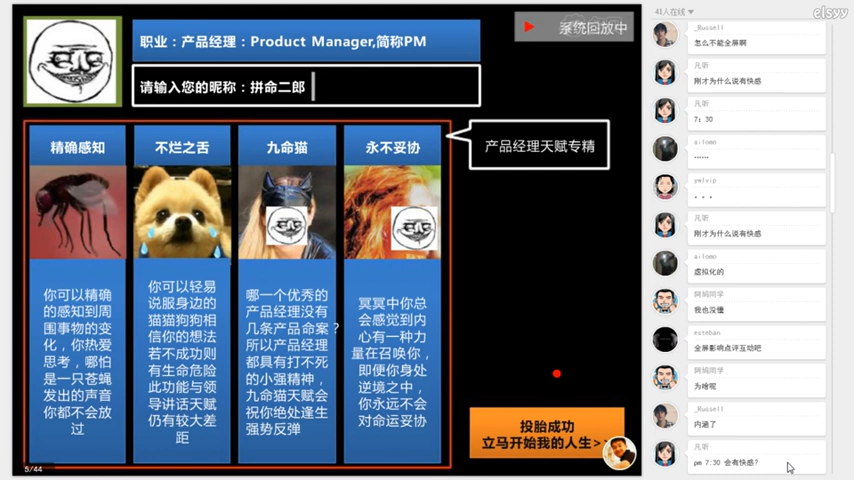 elsyy
41人在线
系统回放中
职业：产品经理：Product Manager,简称PM
请输入您的昵称：拼命二郎
精确感知
不烂之舌
九命猫
永不妥协
产品经理天赋专精
你可以精确
的感知到周
围事物的变
化，你热爱
思考，哪怕
是一只苍蝇
发出的声音
你都不会放
过
你可以轻易
说服身边的
猫猫狗狗相
信你的想法
若不成功则
有生命危险
此功能与领
导讲话天赋
仍有较大差
距
哪一个优秀的
产品经理没有
几条产品命案？
所以产品经理
都具有打不死
的小强精神，
九命猫天赋会
祝你绝处逢生
强势反弹
冥冥中你总
会感觉到内
心有一种力
量在召唤你，
即便你身处
逆境之中，
你永远不会
对命运妥协
投胎成功
立马开始我的人生>>
5/44
_Russell
怎么不能全屏啊
凡昕
刚才为什么说有快感
凡昕
7：30
ailomo
……
ymlvip
。。。
凡昕
刚才为什么说有快感
ailomo
虚拟化的
阿妈同学
我也没懂
esteban
全屏影响点评互动吧
阿妈同学
为啥呢
_Russell
内涵了
凡昕
pm 7:30 会有快感?